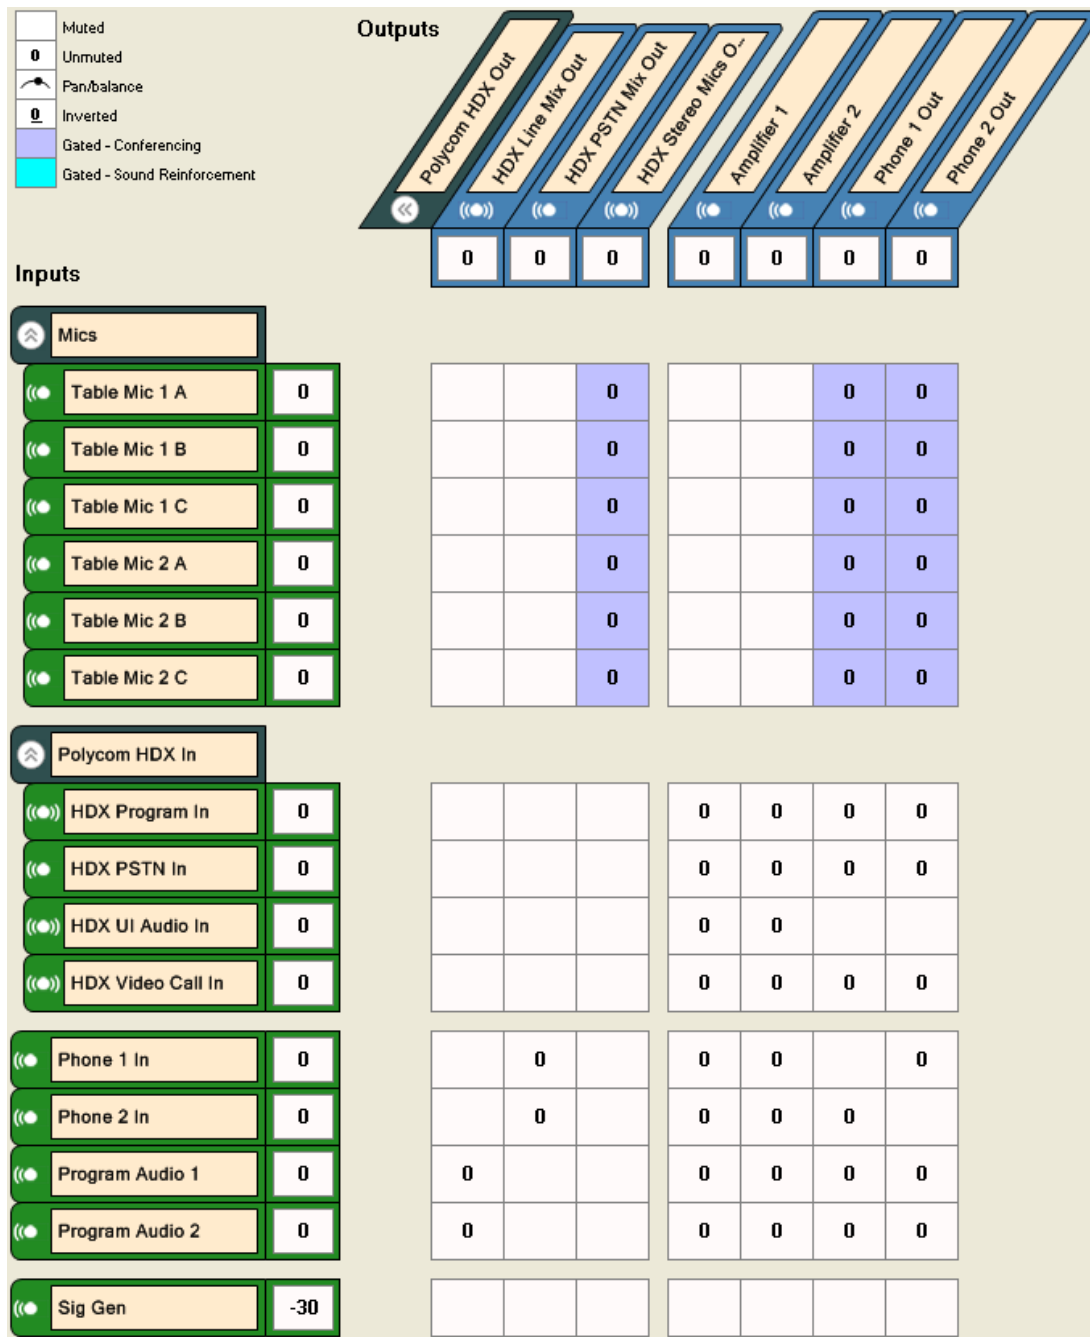 Muted
0 Unmuted
Pan/balance
0 Inverted
Gated - Conferencing
Gated - Sound Reinforcement
Outputs
Polycom HDX Out
HDX Line Mix Out
HDX PSTN Mix Out
HDX Stereo Mics O...
Amplifier 1
Amplifier 2
Phone 1 Out
Phone 2 Out
0 0 0 0 0 0 0
Inputs
Mics
Table Mic 1 A 0 0 0 0
Table Mic 1 B 0 0 0 0
Table Mic 1 C 0 0 0 0
Table Mic 2 A 0 0 0 0
Table Mic 2 B 0 0 0 0
Table Mic 2 C 0 0 0 0
Polycom HDX In
HDX Program In 0 0 0 0 0
HDX PSTN In 0 0 0 0 0
HDX UI Audio In 0 0 0
HDX Video Call In 0 0 0 0 0
Phone 1 In 0 0 0 0 0
Phone 2 In 0 0 0 0 0
Program Audio 1 0 0 0 0 0 0
Program Audio 2 0 0 0 0 0 0
Sig Gen -30